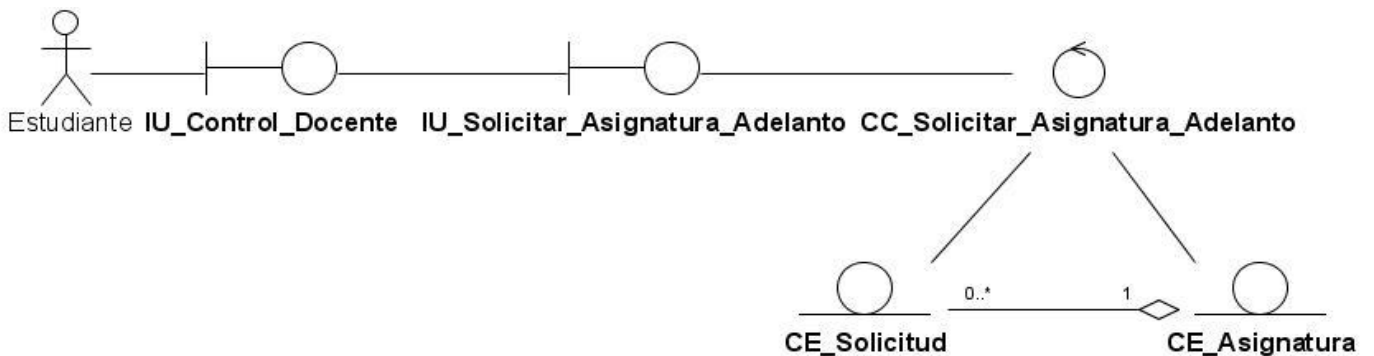 Estudiante IU_Control_Docente IU_Solicitar_Asignatura_Adelanto CC_Solicitar_Asignatura_Adelanto
0..* 1
CE_Solicitud CE_Asignatura